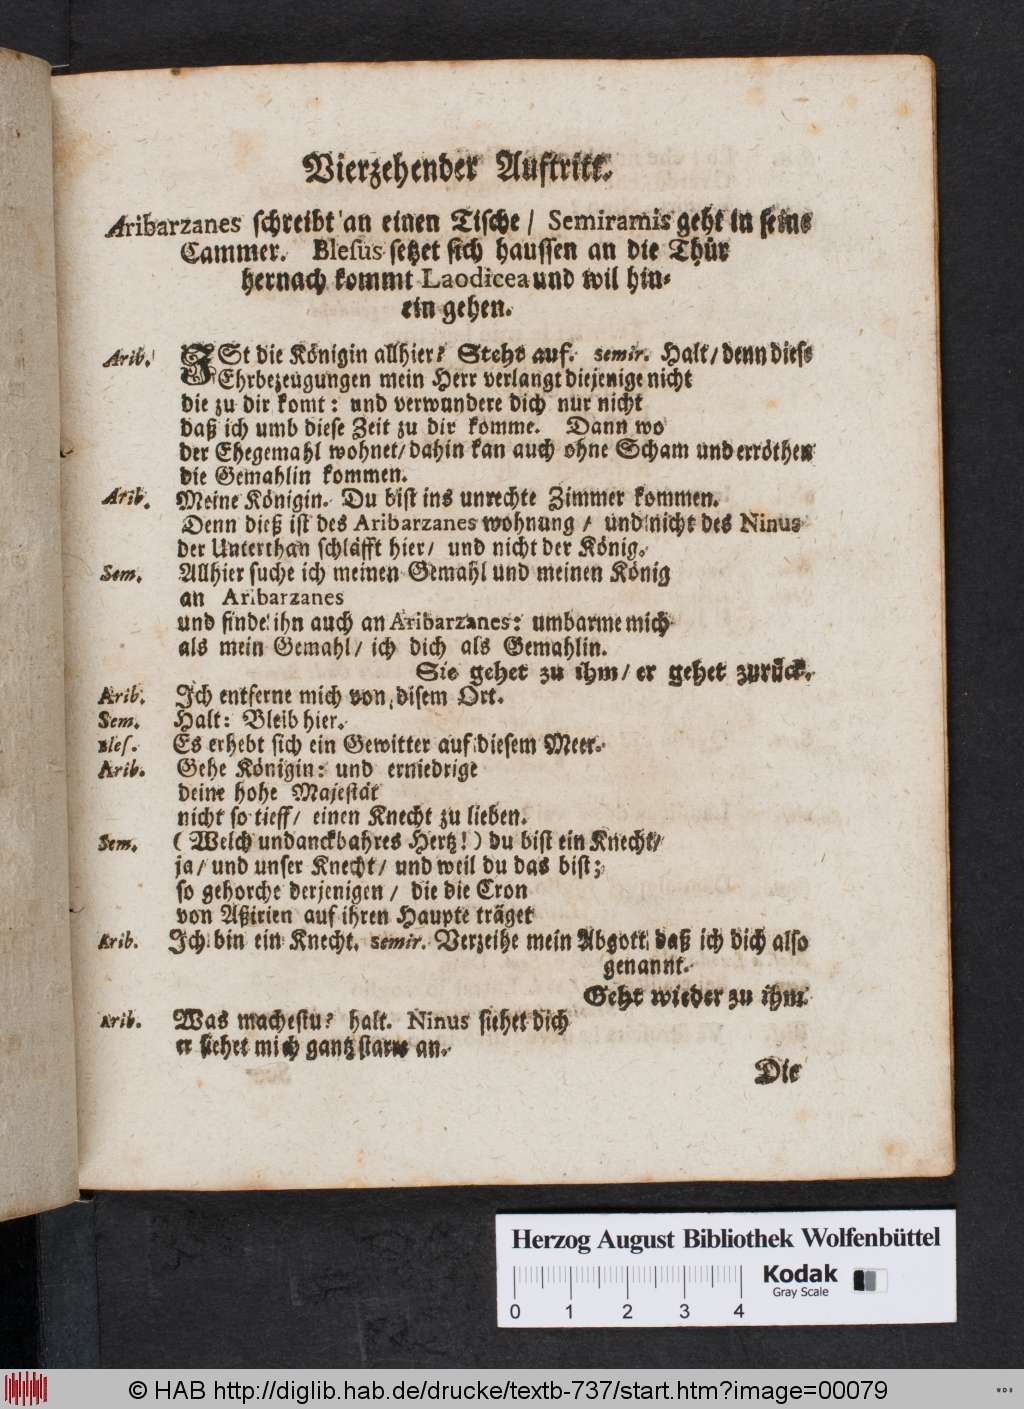 Vierzehender Auftritt.
Aribarzanes schreibt an einen Tische / Semiramis geht in seine
Cammer. Blesus setzet sich haussen an die Thür
hernach kommt Laodicea und wil hin-
ein gehen.
Arib. ISt die Königin allhier? Steht auf. semir. Halt / denn diese
Ehrbezeugungen mein Herr verlangt diejenige nicht
die zu dir komt: und verwundere dich nur nicht
daß ich umb diese Zeit zu dir komme. Dann wo
der Ehegemahl wohnet / dahin kan auch ohne Scham und erröthen
die Gemahlin kommen.
Arib. Meine Königin. Du bist ins unrechte Zimmer kommen.
Denn dieß ist des Aribarzanes wohnung / und nicht des Ninus
der Unterthan schläfft hier / und nicht der König.
Sem. Allhier suche ich meinen Gemahl und meinen König
an Aribarzanes
und finde ihn auch an Aribarzanes: umbarme mich
als mein Gemahl / ich dich als Gemahlin.
Sie gehet zu ihm / er gehet zurück.
Arib. Ich entferne mich von disem Ort.
Sem. Halt: Bleib hier.
Bles. Es erhebt sich ein Gewitter auf diesem Meer.
Arib. Gehe Königin: und erniedrige
deine hohe Majestät
nicht so tieff / einen Knecht zu lieben.
Sem. (Welch undanckbahres Hertz!) du bist ein Knecht /
ja / und unser Knecht / und weil du das bist;
so gehorche derjenigen / die die Cron
von Aßirien auf ihren Haupte träget
Arib. Ich bin ein Knecht. semir. Verzeihe mein Abgott daß ich dich also
genannt.
Geht wieder zu ihm.
Arib. Was machestu? halt. Ninus siehet dich
er siehet mich gantz starre an.
Die
Herzog August Bibliothek Wolfenbüttel
0 1 2 3 4
Kodak
Gray Scale
© HAB http://diglib.hab.de/drucke/textb-737/start.htm?image=00079